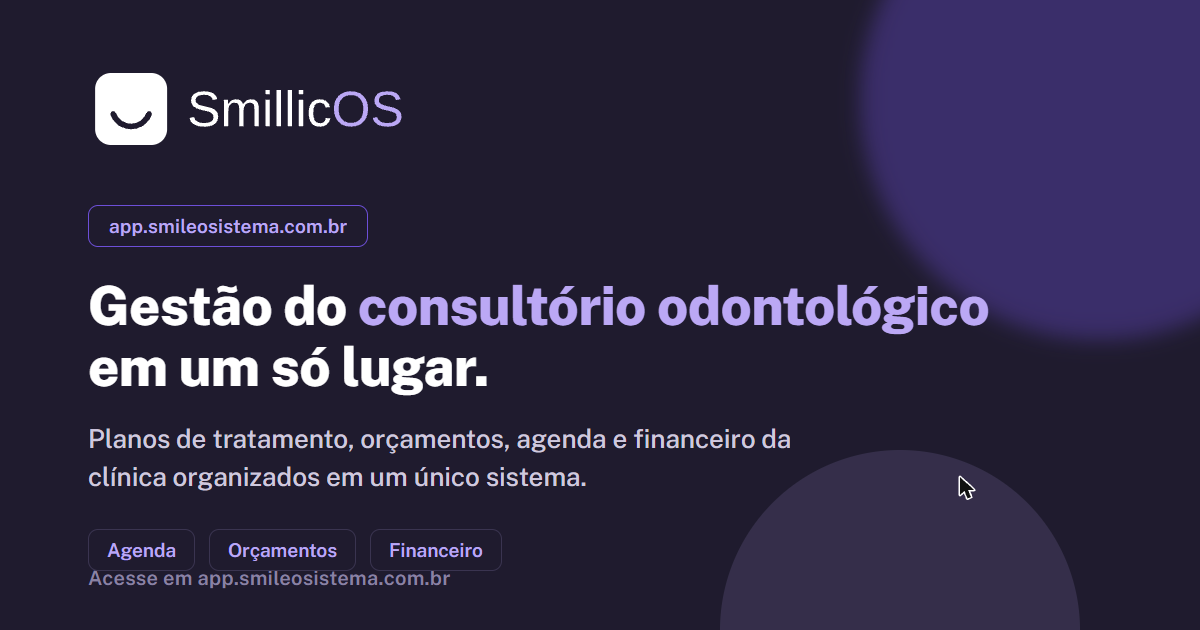 SmillicOS
app.smileosistema.com.br
Gestão do consultório odontológico
em um só lugar.
Planos de tratamento, orçamentos, agenda e financeiro da
clínica organizados em um único sistema.
Agenda Orçamentos Financeiro
Acesse em app.smileosistema.com.br